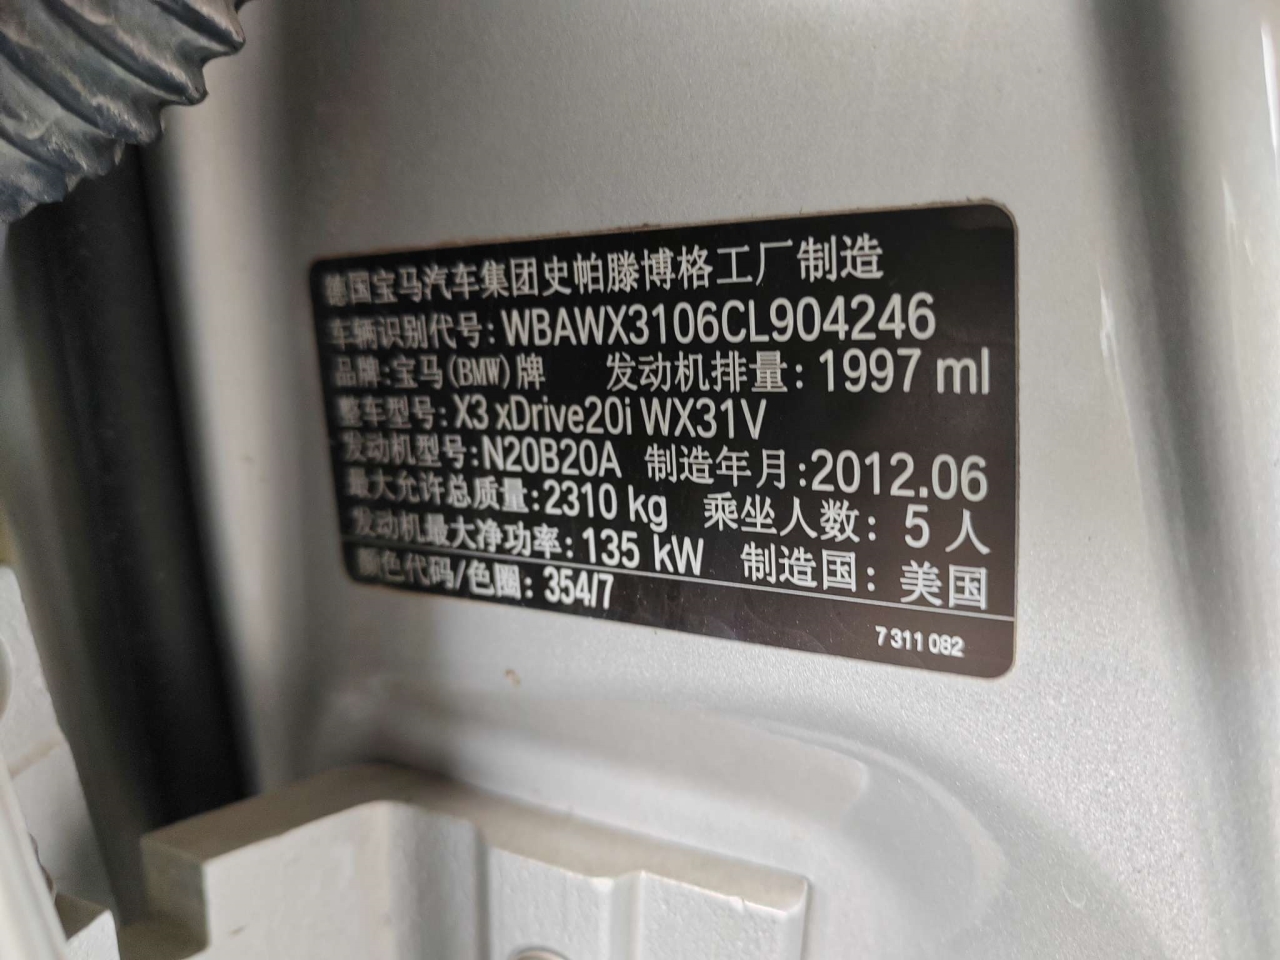 德国宝马汽车集团史帕滕博格工厂制造
车辆识别代号:WBAWX3106CL904246
品牌:宝马(BMW)牌 发动机排量:1997 ml
整车型号:X3 xDrive20i WX31V
发动机型号:N20B20A 制造年月:2012.06
最大允许总质量:2310 kg 乘坐人数:5人
发动机最大净功率:135 kW 制造国:美国
颜色代码/色圈:354/7
7 311 082